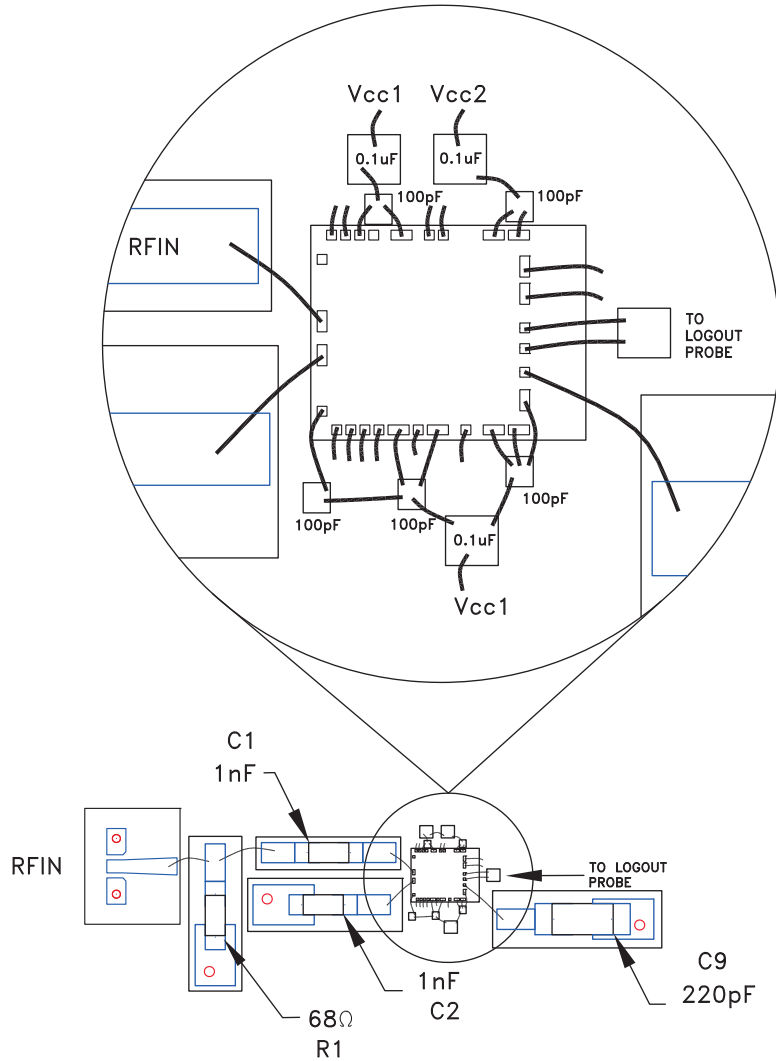 Vcc1
Vcc2
0.1uF
0.1uF
100pF
100pF
RFIN
TO
LOGOUT
PROBE
100pF
100pF
100pF
0.1uF
Vcc1
C1
1nF
RFIN
TO LOGOUT
PROBE
1nF
C2
C9
220pF
68Ω
R1